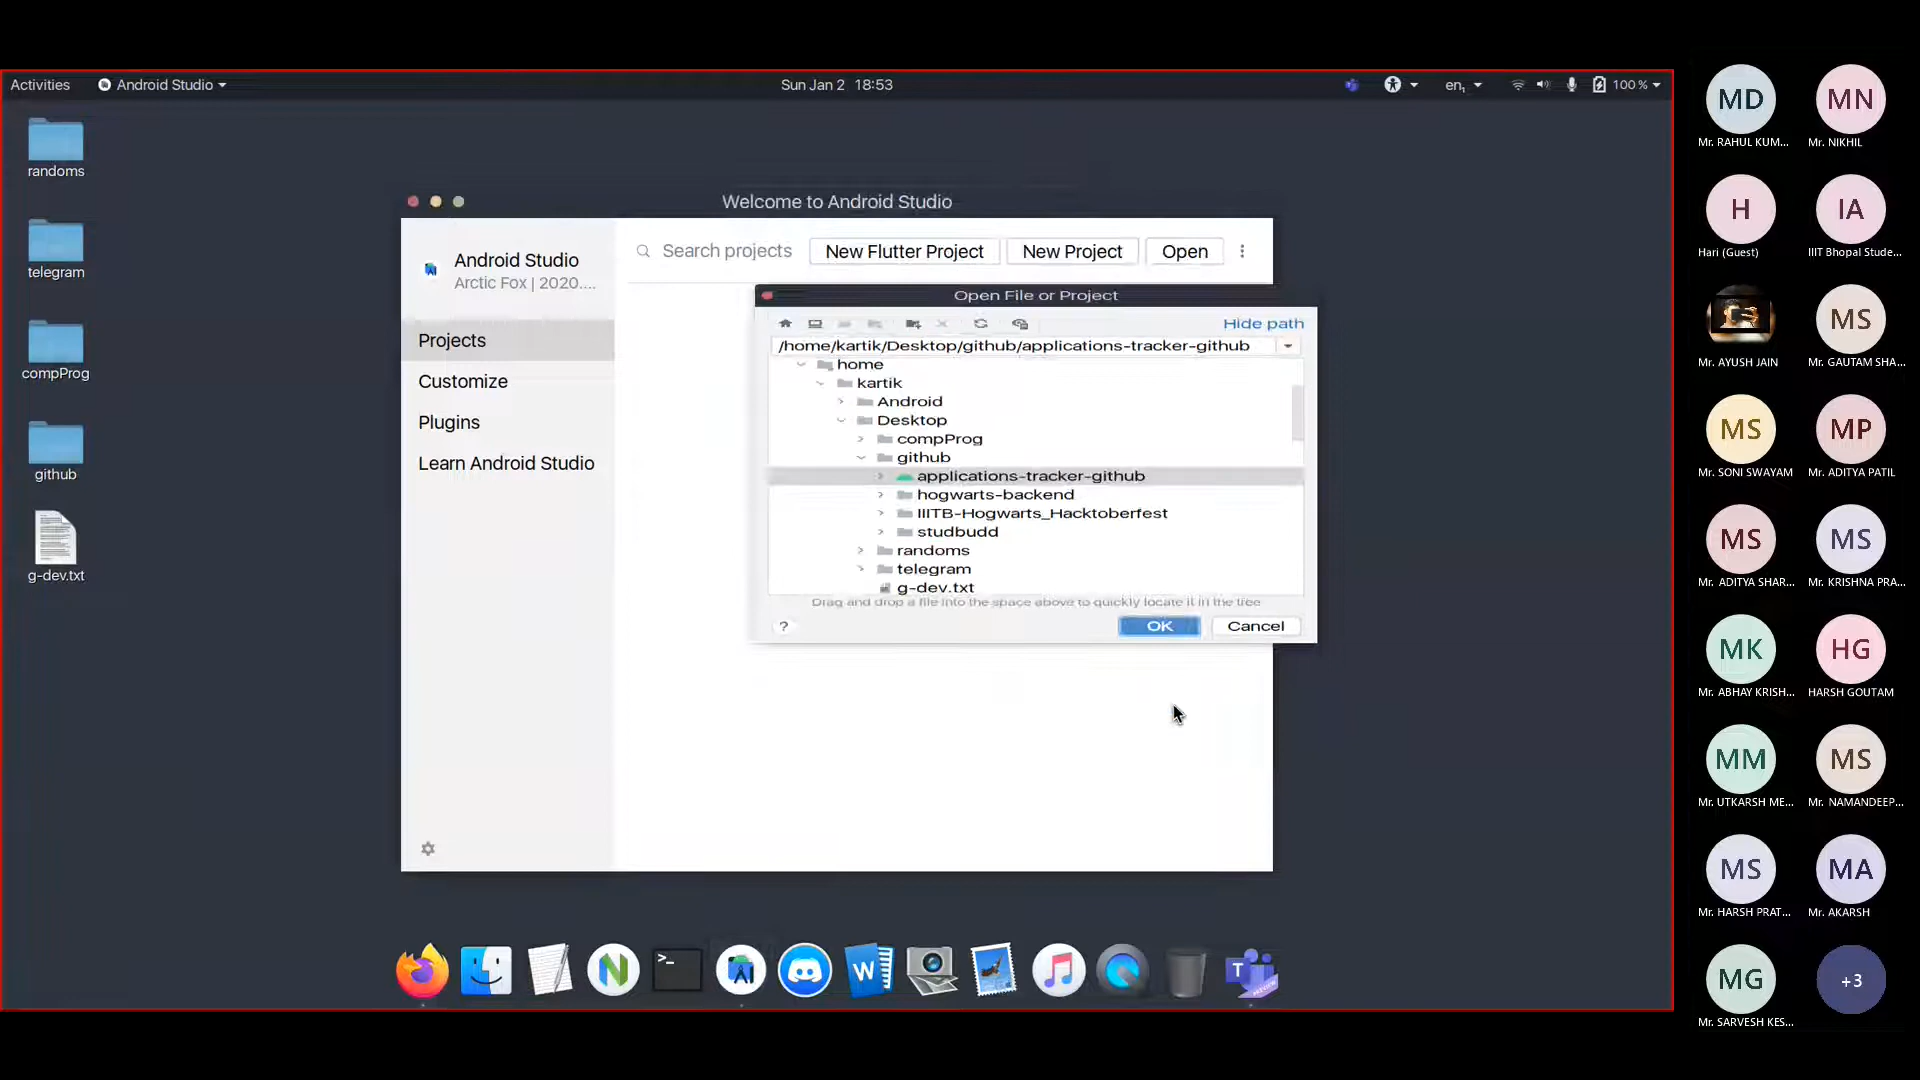 Activities
Android Studio
Sun Jan 2 18:53
en1
100 %
randoms
telegram
compProg
github
g-dev.txt
Welcome to Android Studio
Android Studio
Arctic Fox | 2020....
Search projects
New Flutter Project
New Project
Open
Projects
Customize
Plugins
Learn Android Studio
Open File or Project
Hide path
/home/kartik/Desktop/github/applications-tracker-github
home
kartik
Android
Desktop
compProg
github
applications-tracker-github
hogwarts-backend
IIITB-Hogwarts_Hacktoberfest
studbudd
randoms
telegram
g-dev.txt
Drag and drop a file into the space above to quickly locate it in the tree
?
OK
Cancel
MD
Mr. RAHUL KUM...
MN
Mr. NIKHIL
H
Hari (Guest)
IA
IIIT Bhopal Stude...
Mr. AYUSH JAIN
MS
Mr. GAUTAM SHA...
MS
Mr. SONI SWAYAM
MP
Mr. ADITYA PATIL
MS
Mr. ADITYA SHAR...
MS
Mr. KRISHNA PRA...
MK
Mr. ABHAY KRISH...
HG
HARSH GOUTAM
MM
Mr. UTKARSH ME...
MS
Mr. NAMANDEEP...
MS
Mr. HARSH PRAT...
MA
Mr. AKARSH
MG
Mr. SARVESH KES...
+3